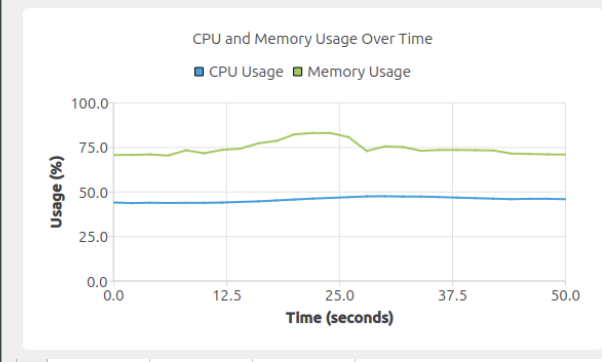 CPU and Memory Usage Over Time
CPU Usage Memory Usage
100.0
75.0
50.0
25.0
0.0
Usage (%)
0.0 12.5 25.0 37.5 50.0
Time (seconds)